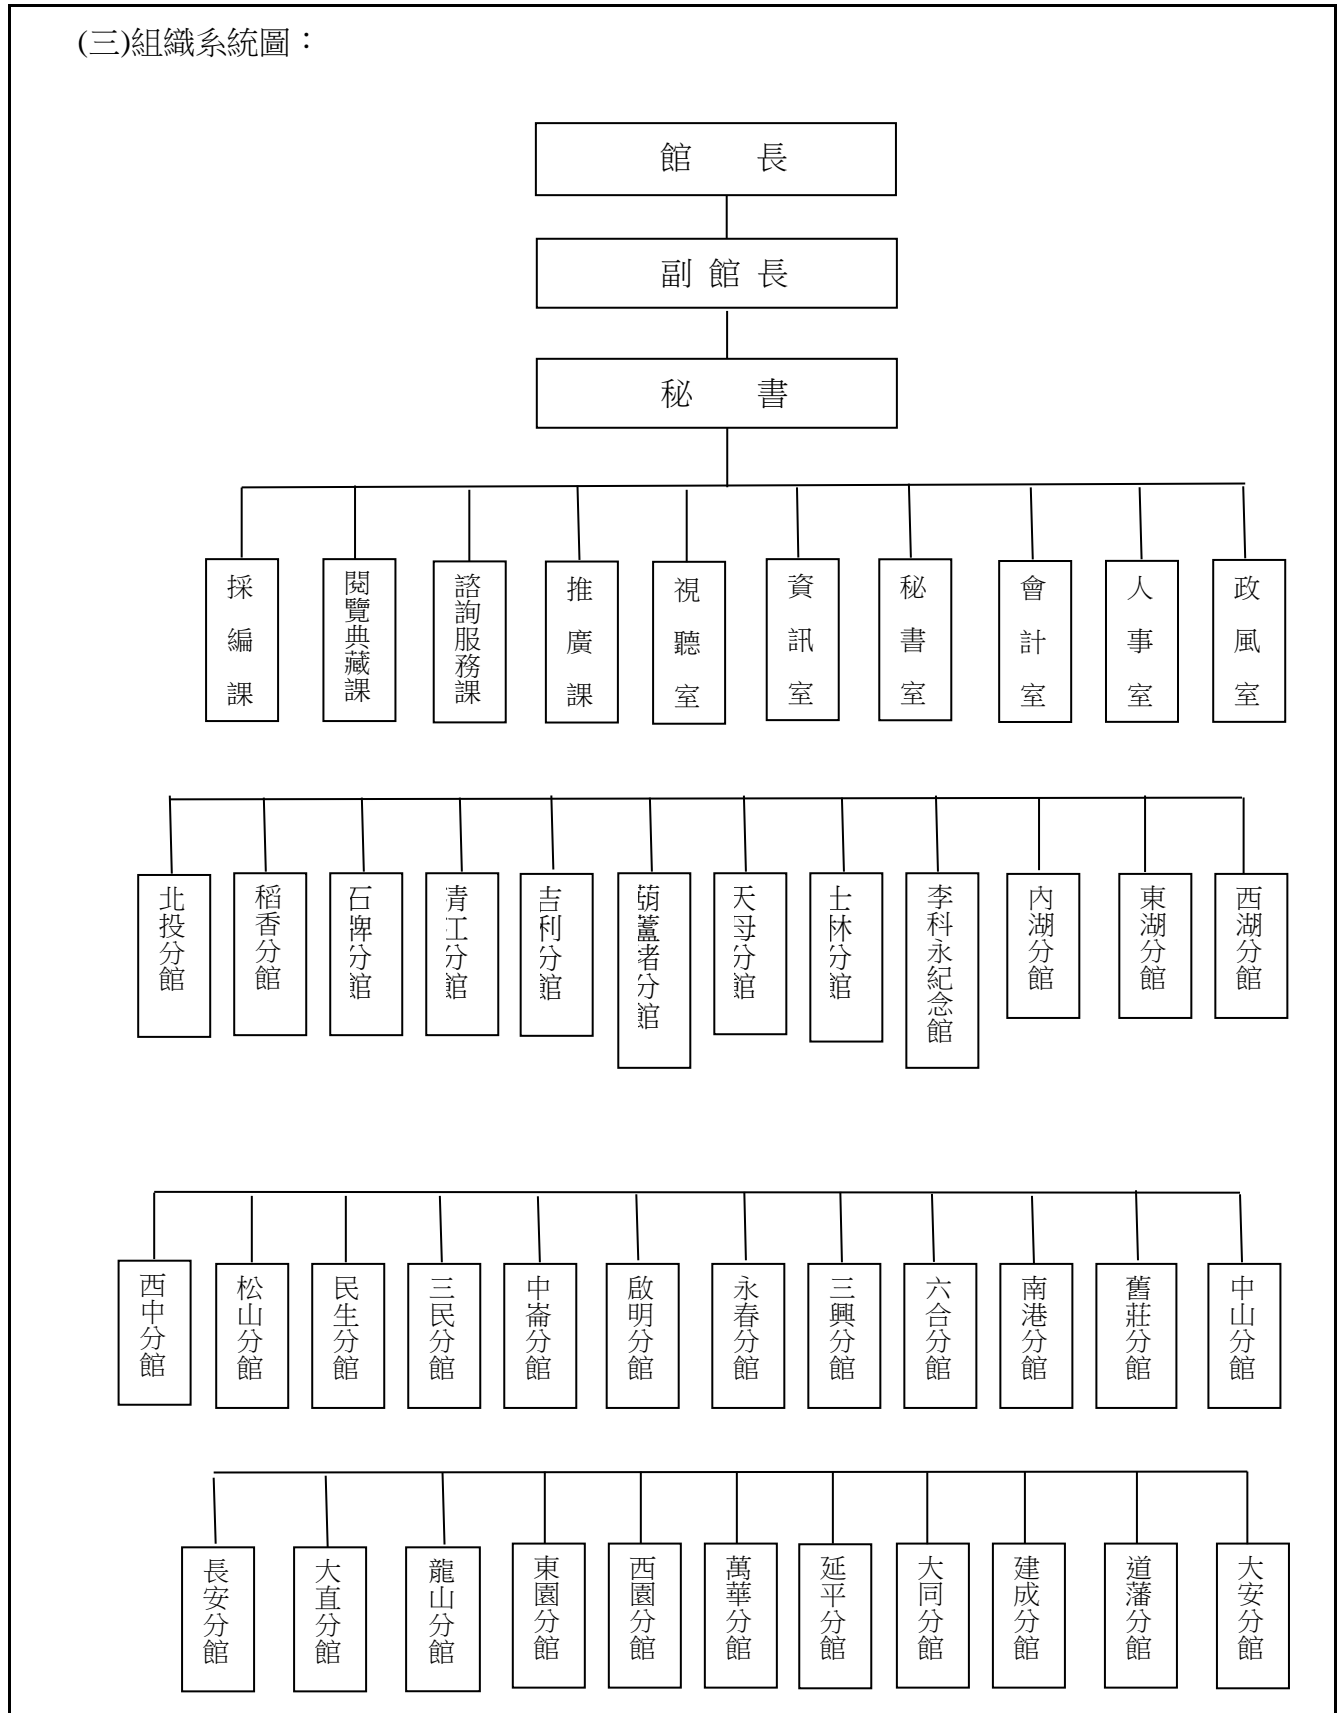 (三)組織系統圖：
館　　長
副 館 長
秘　　書
採編課
閱覽典藏課
諮詢服務課
推廣課
視聽室
資訊室
秘書室
會計室
人事室
政風室
北投分館
稻香分館
石牌分館
清江分館
吉利分館
葫蘆堵分館
天母分館
士林分館
李科永紀念館
內湖分館
東湖分館
西湖分館
西中分館
松山分館
民生分館
三民分館
中崙分館
啟明分館
永春分館
三興分館
六合分館
南港分館
舊莊分館
中山分館
長安分館
大直分館
龍山分館
東園分館
西園分館
萬華分館
延平分館
大同分館
建成分館
道藩分館
大安分館